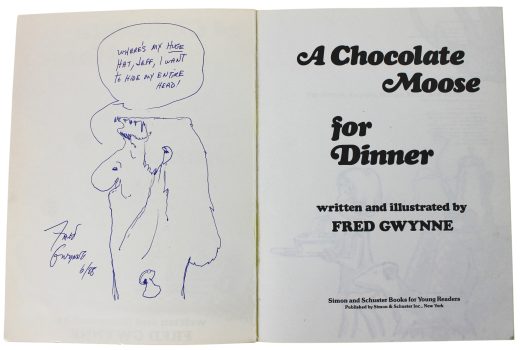 WHERE'S MY HUGE
HAT, JEFF, I WANT
TO HIDE MY ENTIRE
HEAD!
Fred
Gwynne
6/88
A Chocolate
Moose
for
Dinner
written and illustrated by
FRED GWYNNE
Simon and Schuster Books for Young Readers
Published by Simon & Schuster Inc., New York